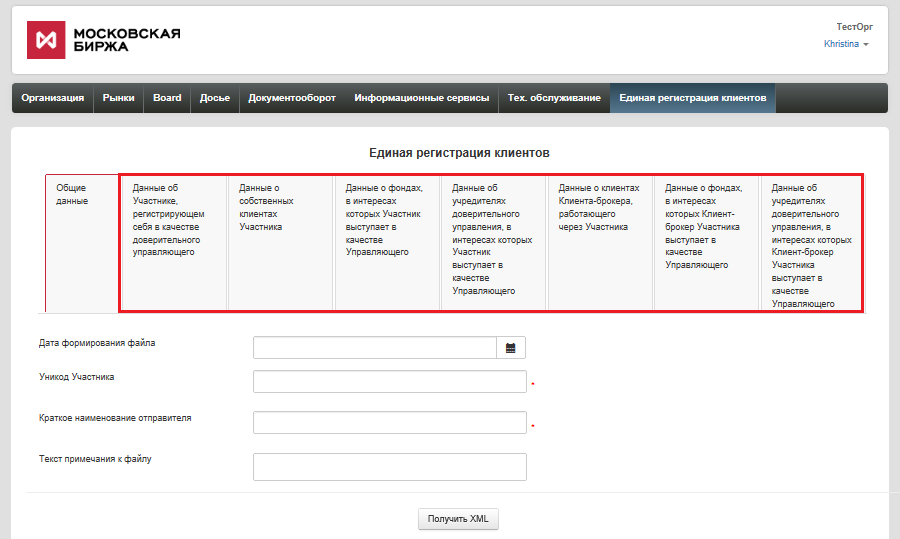 МОСКОВСКАЯ
БИРЖА
ТестОрг
Khristina
Организация Рынки Board Досье Документооборот Информационные сервисы Тех. обслуживание Единая регистрация клиентов
Единая регистрация клиентов
Общие
данные
Данные об
Участнике,
регистрирующем
себя в качестве
доверительного
управляющего
Данные о
собственных
клиентах
Участника
Данные о фондах,
в интересах
которых Участник
выступает в
качестве
Управляющего
Данные об
учредителях
доверительного
управления, в
интересах которых
Участник
выступает в
качестве
Управляющего
Данные о клиентах
Клиента-брокера,
работающего
через Участника
Данные о фондах,
в интересах
которых Клиент-
брокер Участника
выступает в
качестве
Управляющего
Данные об
учредителях
доверительного
управления, в
интересах которых
Клиент-брокер
Участника
выступает в
качестве
Управляющего
Дата формирования файла
Уникод Участника
*
Краткое наименование отправителя
*
Текст примечания к файлу
Получить XML